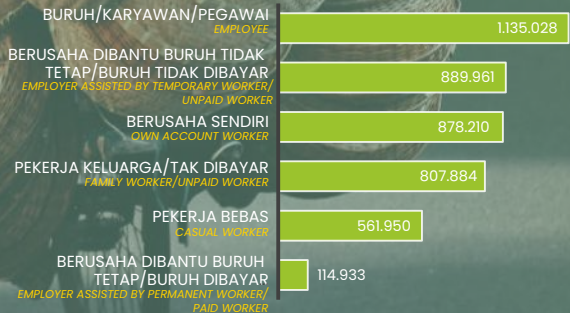 BURUH/KARYAWAN/PEGAWAI
EMPLOYEE
1.135.028
BERUSAHA DIBANTU BURUH TIDAK
TETAP/BURUH TIDAK DIBAYAR
EMPLOYER ASSISTED BY TEMPORARY WORKER/
UNPAID WORKER
889.961
BERUSAHA SENDIRI
OWN ACCOUNT WORKER
878.210
PEKERJA KELUARGA/TAK DIBAYAR
FAMILY WORKER/UNPAID WORKER
807.884
PEKERJA BEBAS
CASUAL WORKER
561.950
BERUSAHA DIBANTU BURUH
TETAP/BURUH DIBAYAR
EMPLOYER ASSISTED BY PERMANENT WORKER/
PAID WORKER
114.933